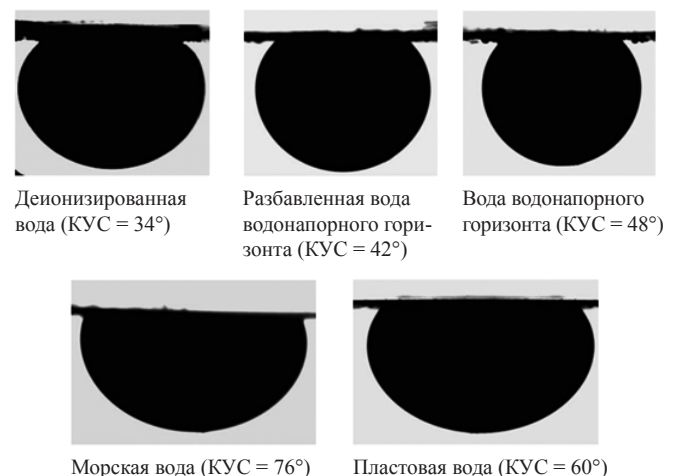 Деионизированная
вода (КУС = 34°)
Разбавленная вода
водонапорного гори-
зонта (КУС = 42°)
Вода водонапорного
горизонта (КУС = 48°)
Морская вода (КУС = 76°)
Пластовая вода (КУС = 60°)